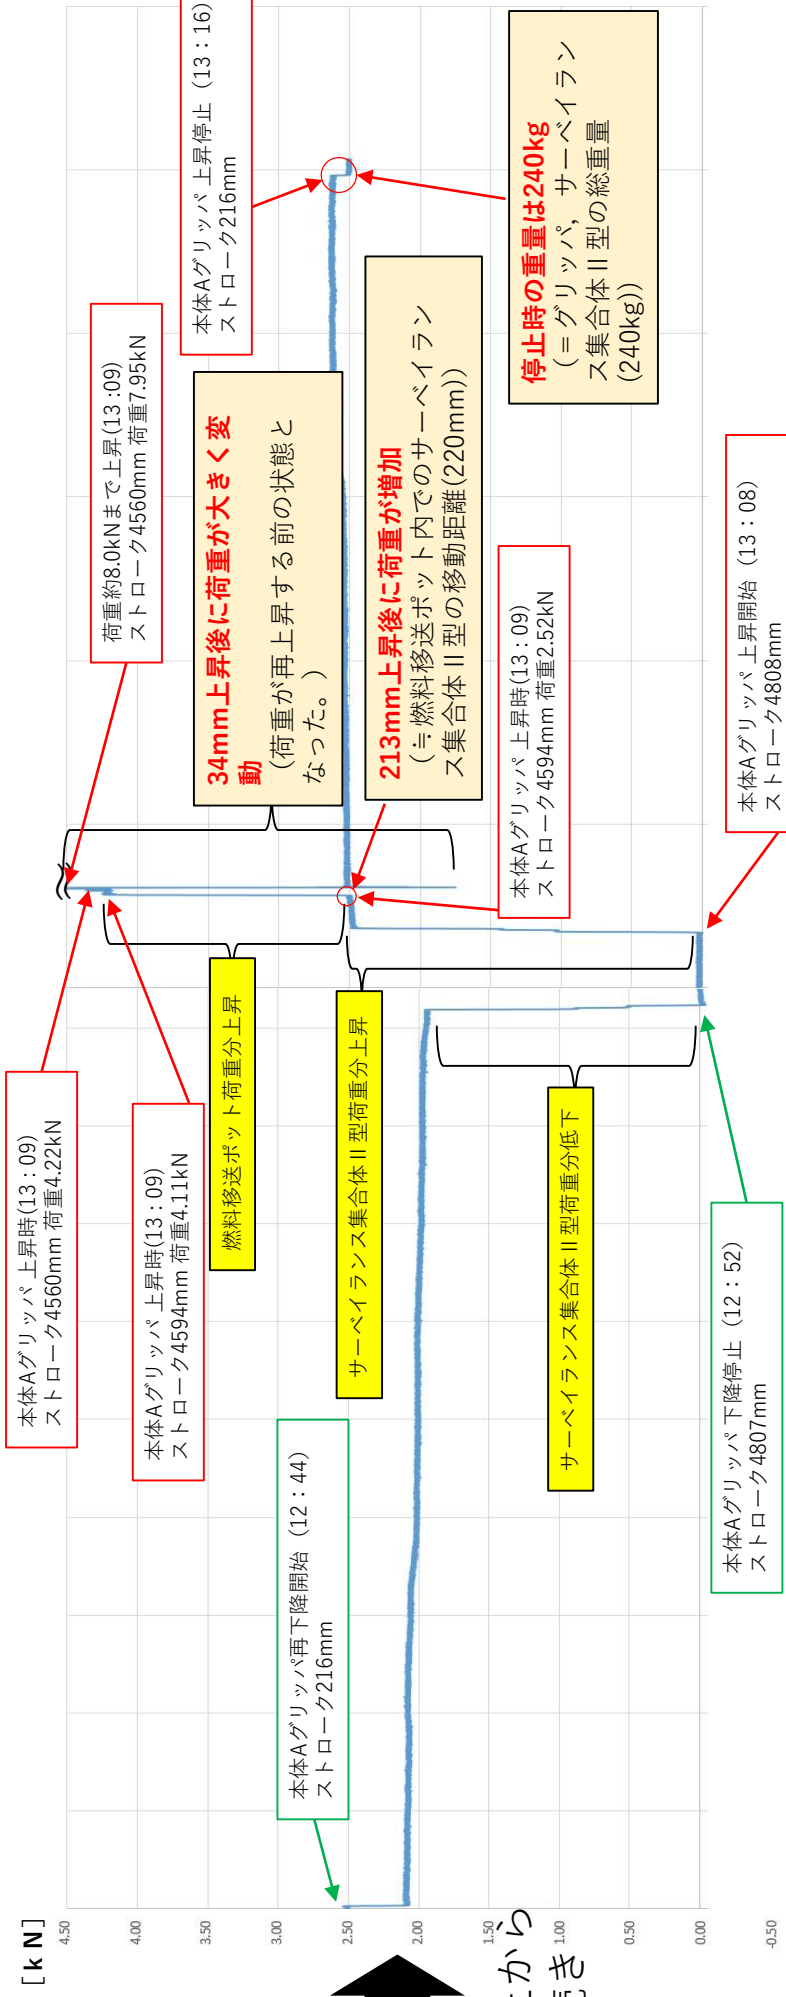 [kN]
4.50
4.00
3.50
3.00
2.50
2.00
1.50
1.00
0.50
0.00
-0.50
から
き
本体Aグリッパ 上昇時(13：09)
ストローク4560mm 荷重4.22kN
本体Aグリッパ 上昇時(13：09)
ストローク4594mm 荷重4.11kN
本体Aグリッパ再下降開始（12：44）
ストローク216mm
燃料移送ポット荷重分上昇
サーベイランス集合体Ⅱ型荷重分上昇
サーベイランス集合体Ⅱ型荷重分低下
本体Aグリッパ 下降停止（12：52）
ストローク4807mm
荷重約8.0kNまで上昇(13:09)
ストローク4560mm 荷重7.95kN
34mm上昇後に荷重が大きく変
動
（荷重が再上昇する前の状態と
なった。）
213mm上昇後に荷重が増加
（≒燃料移送ポット内でのサーベイラン
ス集合体Ⅱ型の移動距離(220mm)）
本体Aグリッパ 上昇時(13：09)
ストローク4594mm 荷重2.52kN
本体Aグリッパ 上昇開始（13：08）
ストローク4808mm
本体Aグリッパ 上昇停止（13：16）
ストローク216mm
停止時の重量は240kg
（＝グリッパ，サーベイラン
ス集合体Ⅱ型の総重量
(240kg)）